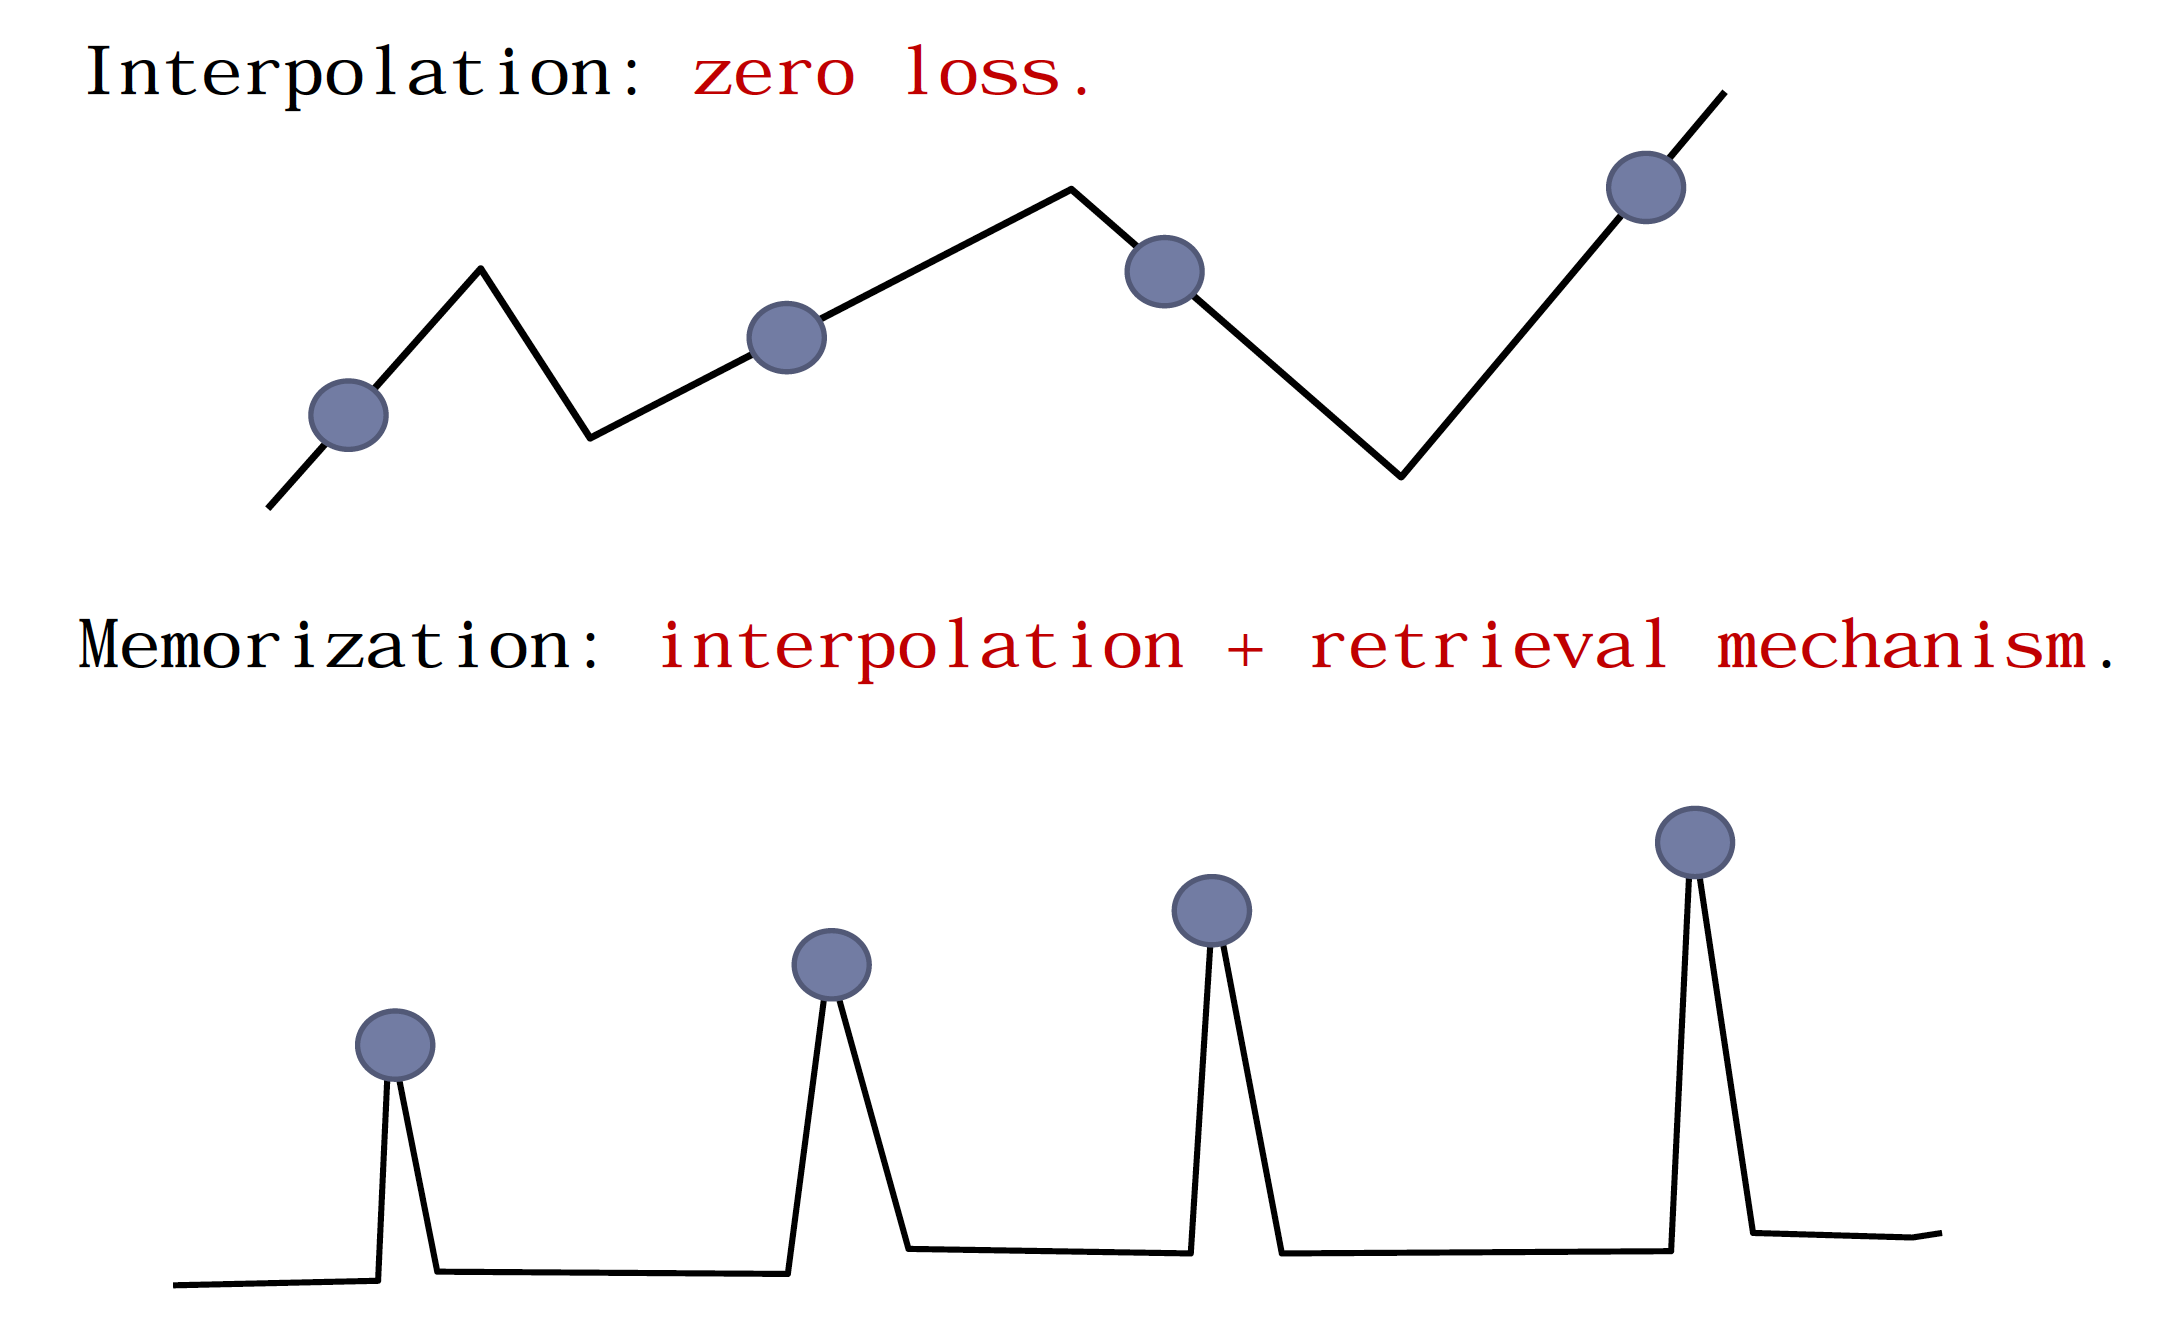 Interpolation: zero loss.
Memorization: interpolation + retrieval mechanism.